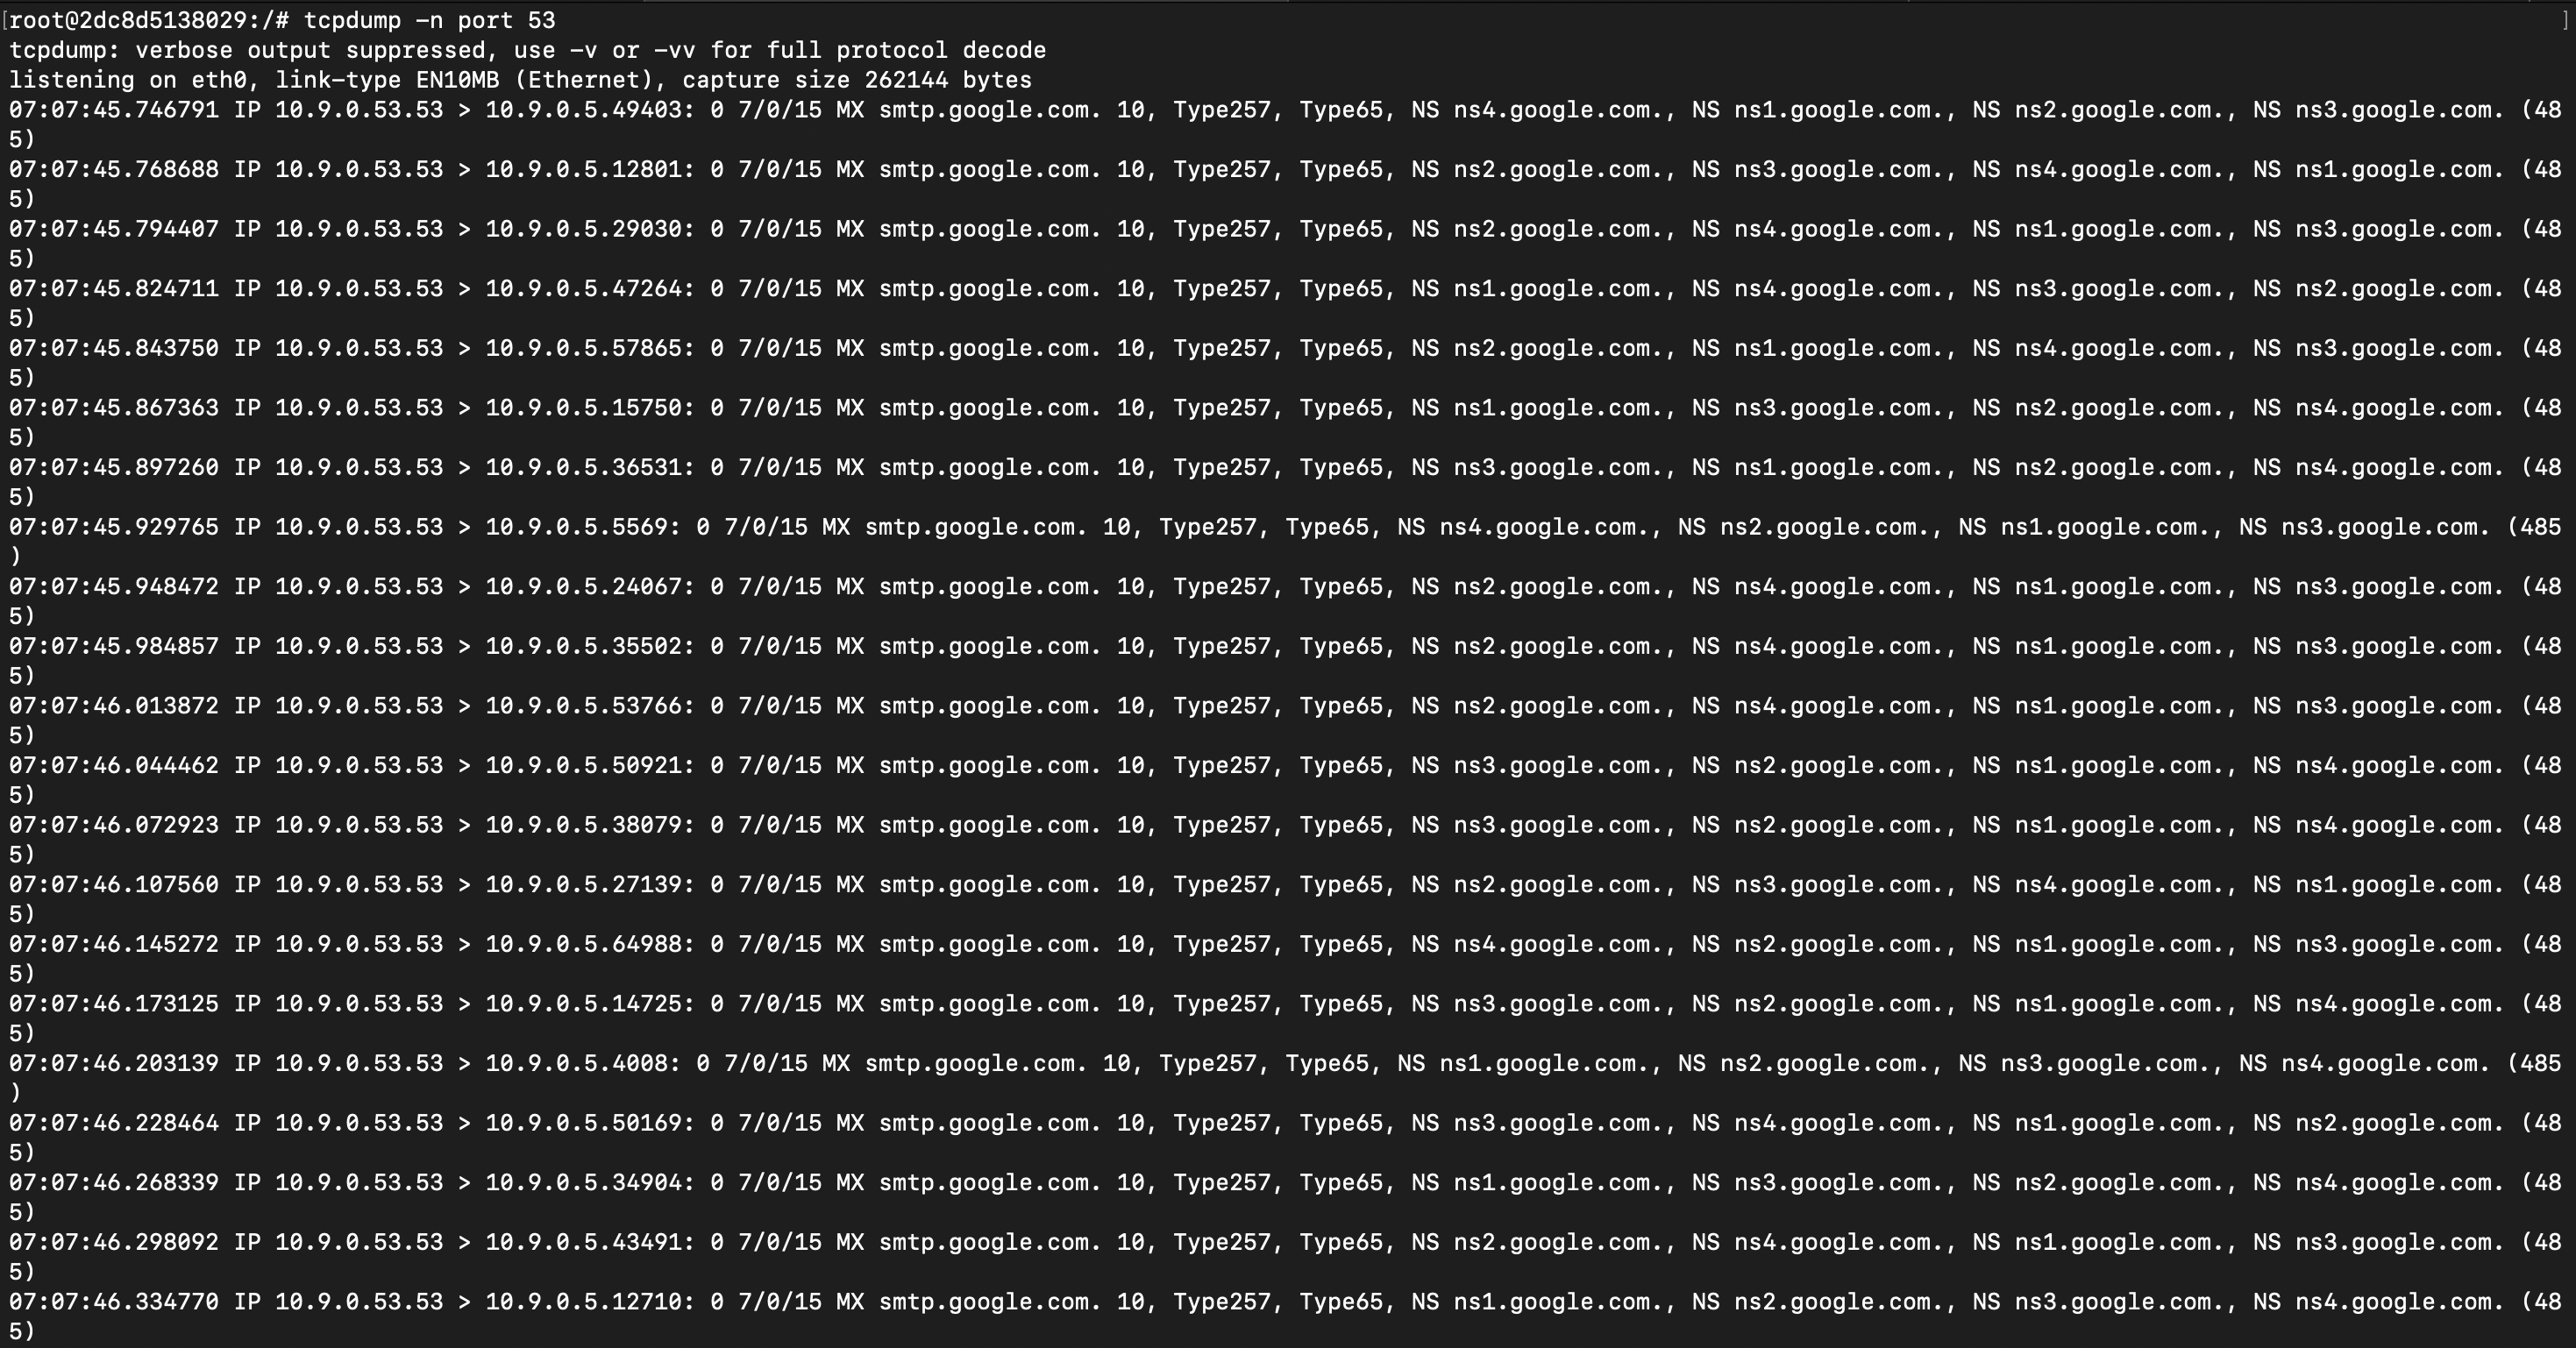 [root@2dc8d5138029:/# tcpdump -n port 53 ]
tcpdump: verbose output suppressed, use -v or -vv for full protocol decode
listening on eth0, link-type EN10MB (Ethernet), capture size 262144 bytes
07:07:45.746791 IP 10.9.0.53.53 > 10.9.0.5.49403: 0 7/0/15 MX smtp.google.com. 10, Type257, Type65, NS ns4.google.com., NS ns1.google.com., NS ns2.google.com., NS ns3.google.com. (48
5)
07:07:45.768688 IP 10.9.0.53.53 > 10.9.0.5.12801: 0 7/0/15 MX smtp.google.com. 10, Type257, Type65, NS ns2.google.com., NS ns3.google.com., NS ns4.google.com., NS ns1.google.com. (48
5)
07:07:45.794407 IP 10.9.0.53.53 > 10.9.0.5.29030: 0 7/0/15 MX smtp.google.com. 10, Type257, Type65, NS ns2.google.com., NS ns4.google.com., NS ns1.google.com., NS ns3.google.com. (48
5)
07:07:45.824711 IP 10.9.0.53.53 > 10.9.0.5.47264: 0 7/0/15 MX smtp.google.com. 10, Type257, Type65, NS ns1.google.com., NS ns4.google.com., NS ns3.google.com., NS ns2.google.com. (48
5)
07:07:45.843750 IP 10.9.0.53.53 > 10.9.0.5.57865: 0 7/0/15 MX smtp.google.com. 10, Type257, Type65, NS ns2.google.com., NS ns1.google.com., NS ns4.google.com., NS ns3.google.com. (48
5)
07:07:45.867363 IP 10.9.0.53.53 > 10.9.0.5.15750: 0 7/0/15 MX smtp.google.com. 10, Type257, Type65, NS ns1.google.com., NS ns3.google.com., NS ns2.google.com., NS ns4.google.com. (48
5)
07:07:45.897260 IP 10.9.0.53.53 > 10.9.0.5.36531: 0 7/0/15 MX smtp.google.com. 10, Type257, Type65, NS ns3.google.com., NS ns1.google.com., NS ns2.google.com., NS ns4.google.com. (48
5)
07:07:45.929765 IP 10.9.0.53.53 > 10.9.0.5.5569: 0 7/0/15 MX smtp.google.com. 10, Type257, Type65, NS ns4.google.com., NS ns2.google.com., NS ns1.google.com., NS ns3.google.com. (485
)
07:07:45.948472 IP 10.9.0.53.53 > 10.9.0.5.24067: 0 7/0/15 MX smtp.google.com. 10, Type257, Type65, NS ns2.google.com., NS ns4.google.com., NS ns1.google.com., NS ns3.google.com. (48
5)
07:07:45.984857 IP 10.9.0.53.53 > 10.9.0.5.35502: 0 7/0/15 MX smtp.google.com. 10, Type257, Type65, NS ns2.google.com., NS ns4.google.com., NS ns1.google.com., NS ns3.google.com. (48
5)
07:07:46.013872 IP 10.9.0.53.53 > 10.9.0.5.53766: 0 7/0/15 MX smtp.google.com. 10, Type257, Type65, NS ns2.google.com., NS ns4.google.com., NS ns1.google.com., NS ns3.google.com. (48
5)
07:07:46.044462 IP 10.9.0.53.53 > 10.9.0.5.50921: 0 7/0/15 MX smtp.google.com. 10, Type257, Type65, NS ns3.google.com., NS ns2.google.com., NS ns1.google.com., NS ns4.google.com. (48
5)
07:07:46.072923 IP 10.9.0.53.53 > 10.9.0.5.38079: 0 7/0/15 MX smtp.google.com. 10, Type257, Type65, NS ns3.google.com., NS ns2.google.com., NS ns1.google.com., NS ns4.google.com. (48
5)
07:07:46.107560 IP 10.9.0.53.53 > 10.9.0.5.27139: 0 7/0/15 MX smtp.google.com. 10, Type257, Type65, NS ns2.google.com., NS ns3.google.com., NS ns4.google.com., NS ns1.google.com. (48
5)
07:07:46.145272 IP 10.9.0.53.53 > 10.9.0.5.64988: 0 7/0/15 MX smtp.google.com. 10, Type257, Type65, NS ns4.google.com., NS ns2.google.com., NS ns1.google.com., NS ns3.google.com. (48
5)
07:07:46.173125 IP 10.9.0.53.53 > 10.9.0.5.14725: 0 7/0/15 MX smtp.google.com. 10, Type257, Type65, NS ns3.google.com., NS ns2.google.com., NS ns1.google.com., NS ns4.google.com. (48
5)
07:07:46.203139 IP 10.9.0.53.53 > 10.9.0.5.4008: 0 7/0/15 MX smtp.google.com. 10, Type257, Type65, NS ns1.google.com., NS ns2.google.com., NS ns3.google.com., NS ns4.google.com. (485
)
07:07:46.228464 IP 10.9.0.53.53 > 10.9.0.5.50169: 0 7/0/15 MX smtp.google.com. 10, Type257, Type65, NS ns3.google.com., NS ns4.google.com., NS ns1.google.com., NS ns2.google.com. (48
5)
07:07:46.268339 IP 10.9.0.53.53 > 10.9.0.5.34904: 0 7/0/15 MX smtp.google.com. 10, Type257, Type65, NS ns1.google.com., NS ns3.google.com., NS ns2.google.com., NS ns4.google.com. (48
5)
07:07:46.298092 IP 10.9.0.53.53 > 10.9.0.5.43491: 0 7/0/15 MX smtp.google.com. 10, Type257, Type65, NS ns2.google.com., NS ns4.google.com., NS ns1.google.com., NS ns3.google.com. (48
5)
07:07:46.334770 IP 10.9.0.53.53 > 10.9.0.5.12710: 0 7/0/15 MX smtp.google.com. 10, Type257, Type65, NS ns1.google.com., NS ns2.google.com., NS ns3.google.com., NS ns4.google.com. (48
5)